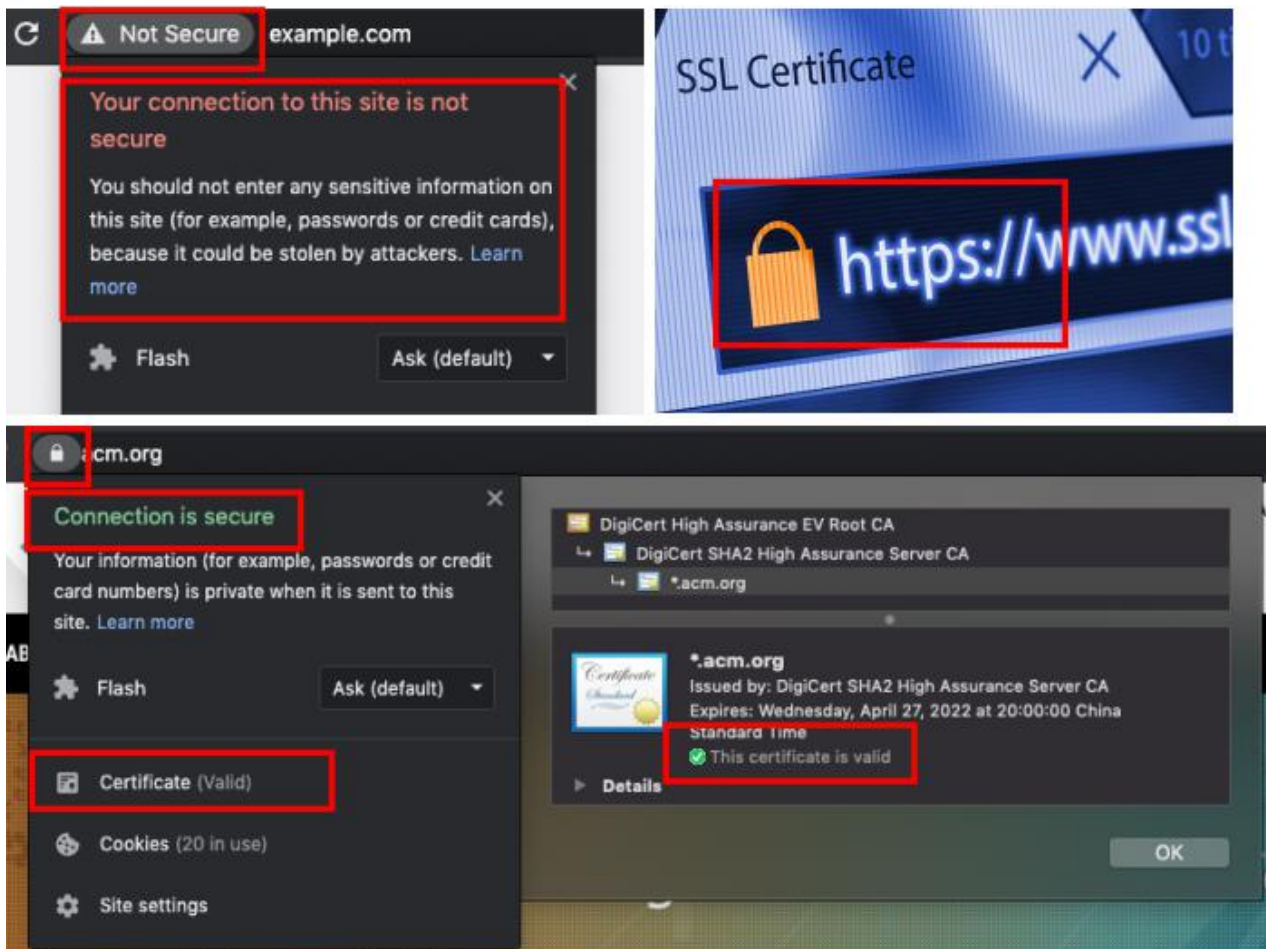 Not Secure example.com
Your connection to this site is not
secure
You should not enter any sensitive information on
this site (for example, passwords or credit cards),
because it could be stolen by attackers. Learn
more
Flash Ask (default)
SSL Certificate
10
https://www.ssl
acm.org
Connection is secure
Your information (for example, passwords or credit
card numbers) is private when it is sent to this
site. Learn more
Flash Ask (default)
Certificate (Valid)
Cookies (20 in use)
Site settings
DigiCert High Assurance EV Root CA
DigiCert SHA2 High Assurance Server CA
*.acm.org
Certificate
Standard
*.acm.org
Issued by: DigiCert SHA2 High Assurance Server CA
Expires: Wednesday, April 27, 2022 at 20:00:00 China
Standard Time
This certificate is valid
Details
OK